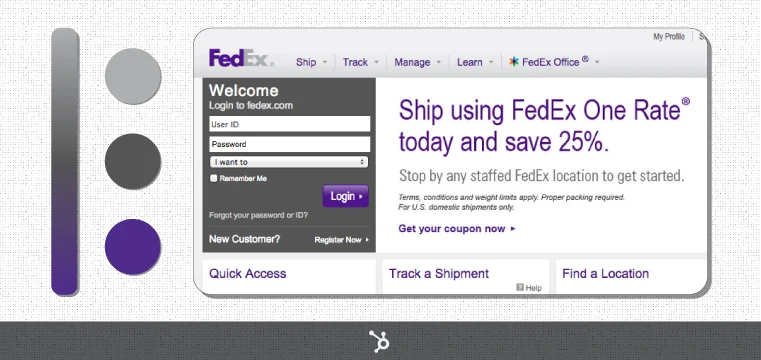 My Profile
FedEx®
Ship Track Manage Learn FedEx Office®
Welcome
Login to fedex.com
User ID
Password
I want to
Remember Me
Login
Forgot your password or ID?
New Customer? Register Now
Ship using FedEx One Rate®
today and save 25%.
Stop by any staffed FedEx location to get started.
Terms, conditions and weight limits apply. Proper packing required.
For U.S. domestic shipments only.
Get your coupon now
Quick Access Track a Shipment Find a Location
? Help